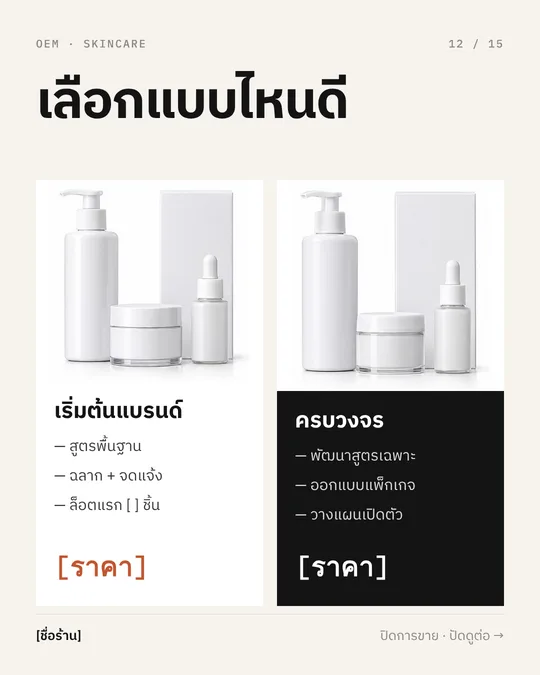 OEM · SKINCARE
12 / 15
เลือกแบบไหนดี
เริ่มต้นแบรนด์
— สูตรพื้นฐาน
— ฉลาก + จดแจ้ง
— ล็อตแรก [ ] ชิ้น
[ราคา]
ครบวงจร
— พัฒนาสูตรเฉพาะ
— ออกแบบแพ็กเกจ
— วางแผนเปิดตัว
[ราคา]
[ชื่อร้าน]
ปิดการขาย · ปัดดูต่อ →